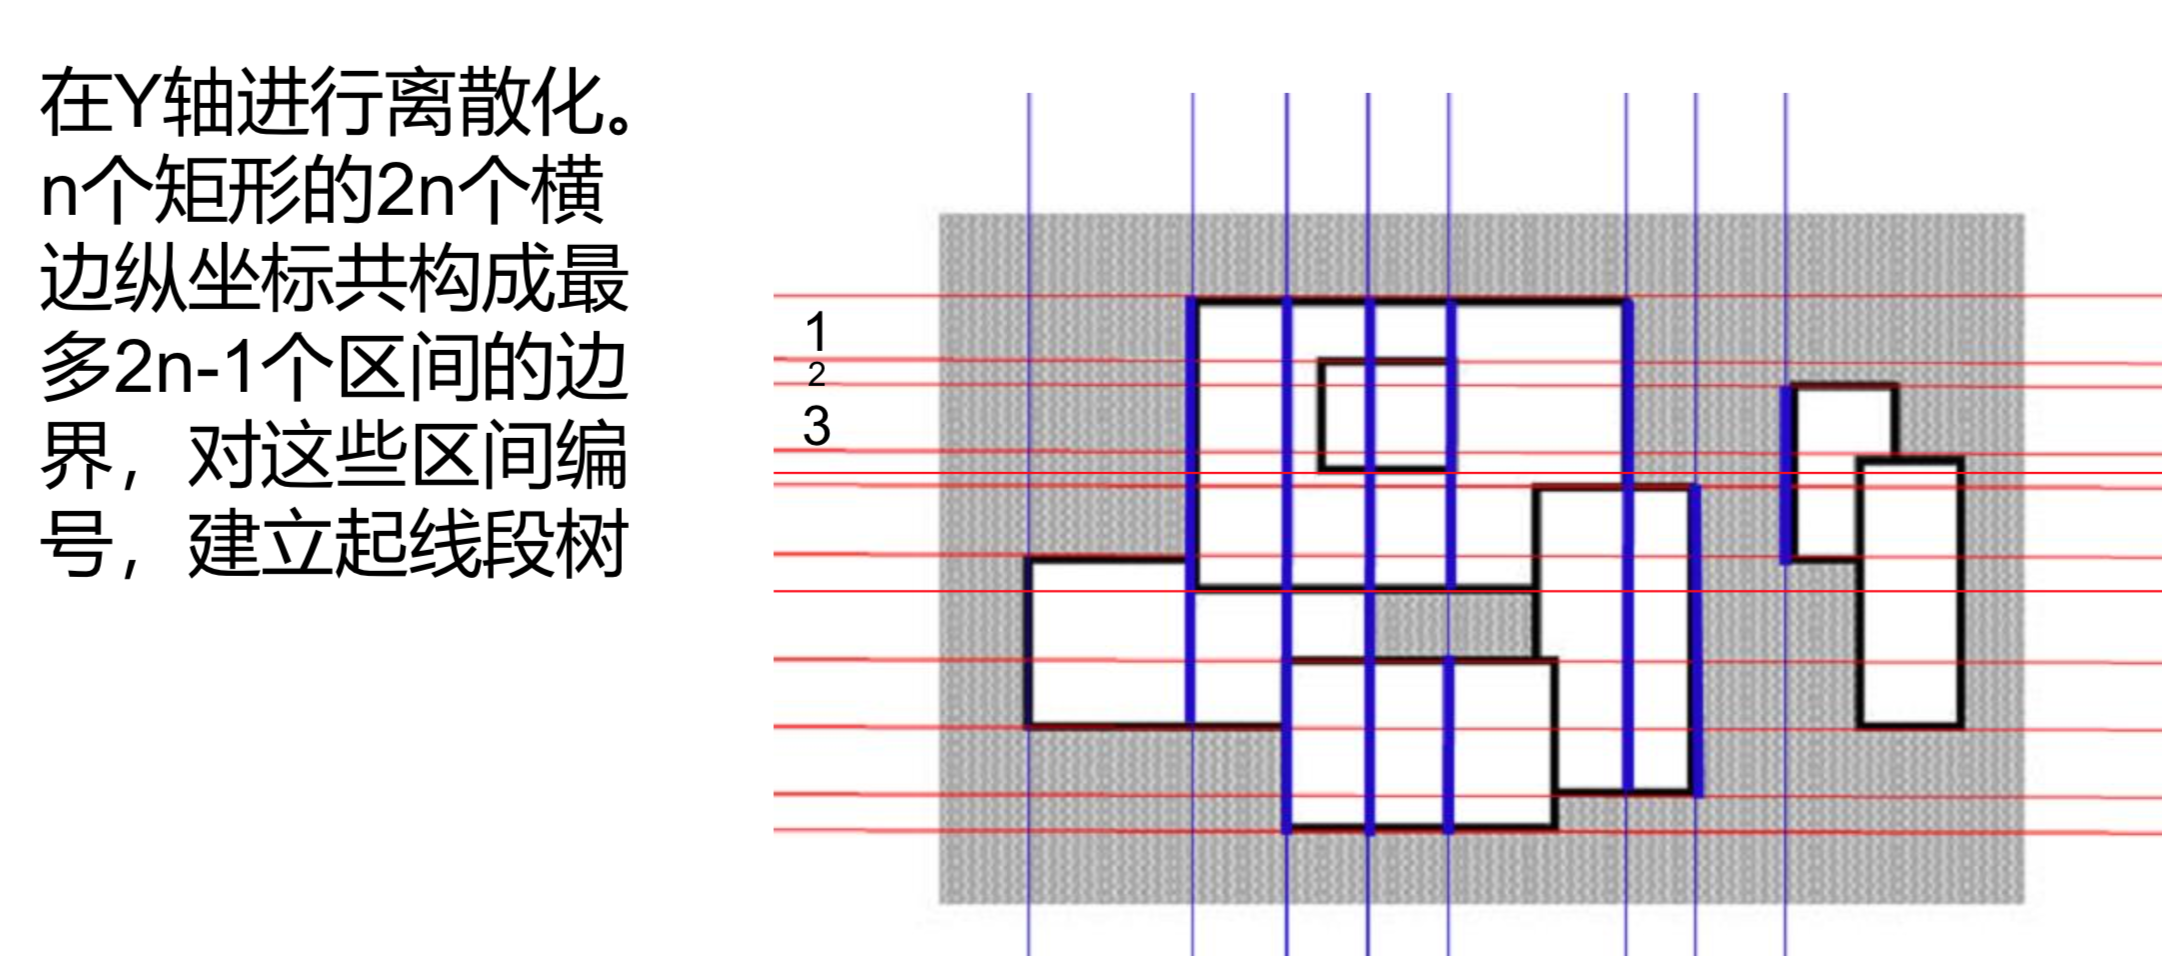 在Y轴进行离散化。
n个矩形的2n个横
边纵坐标共构成最
多2n-1个区间的边
界，对这些区间编
号，建立起线段树
1
2
3